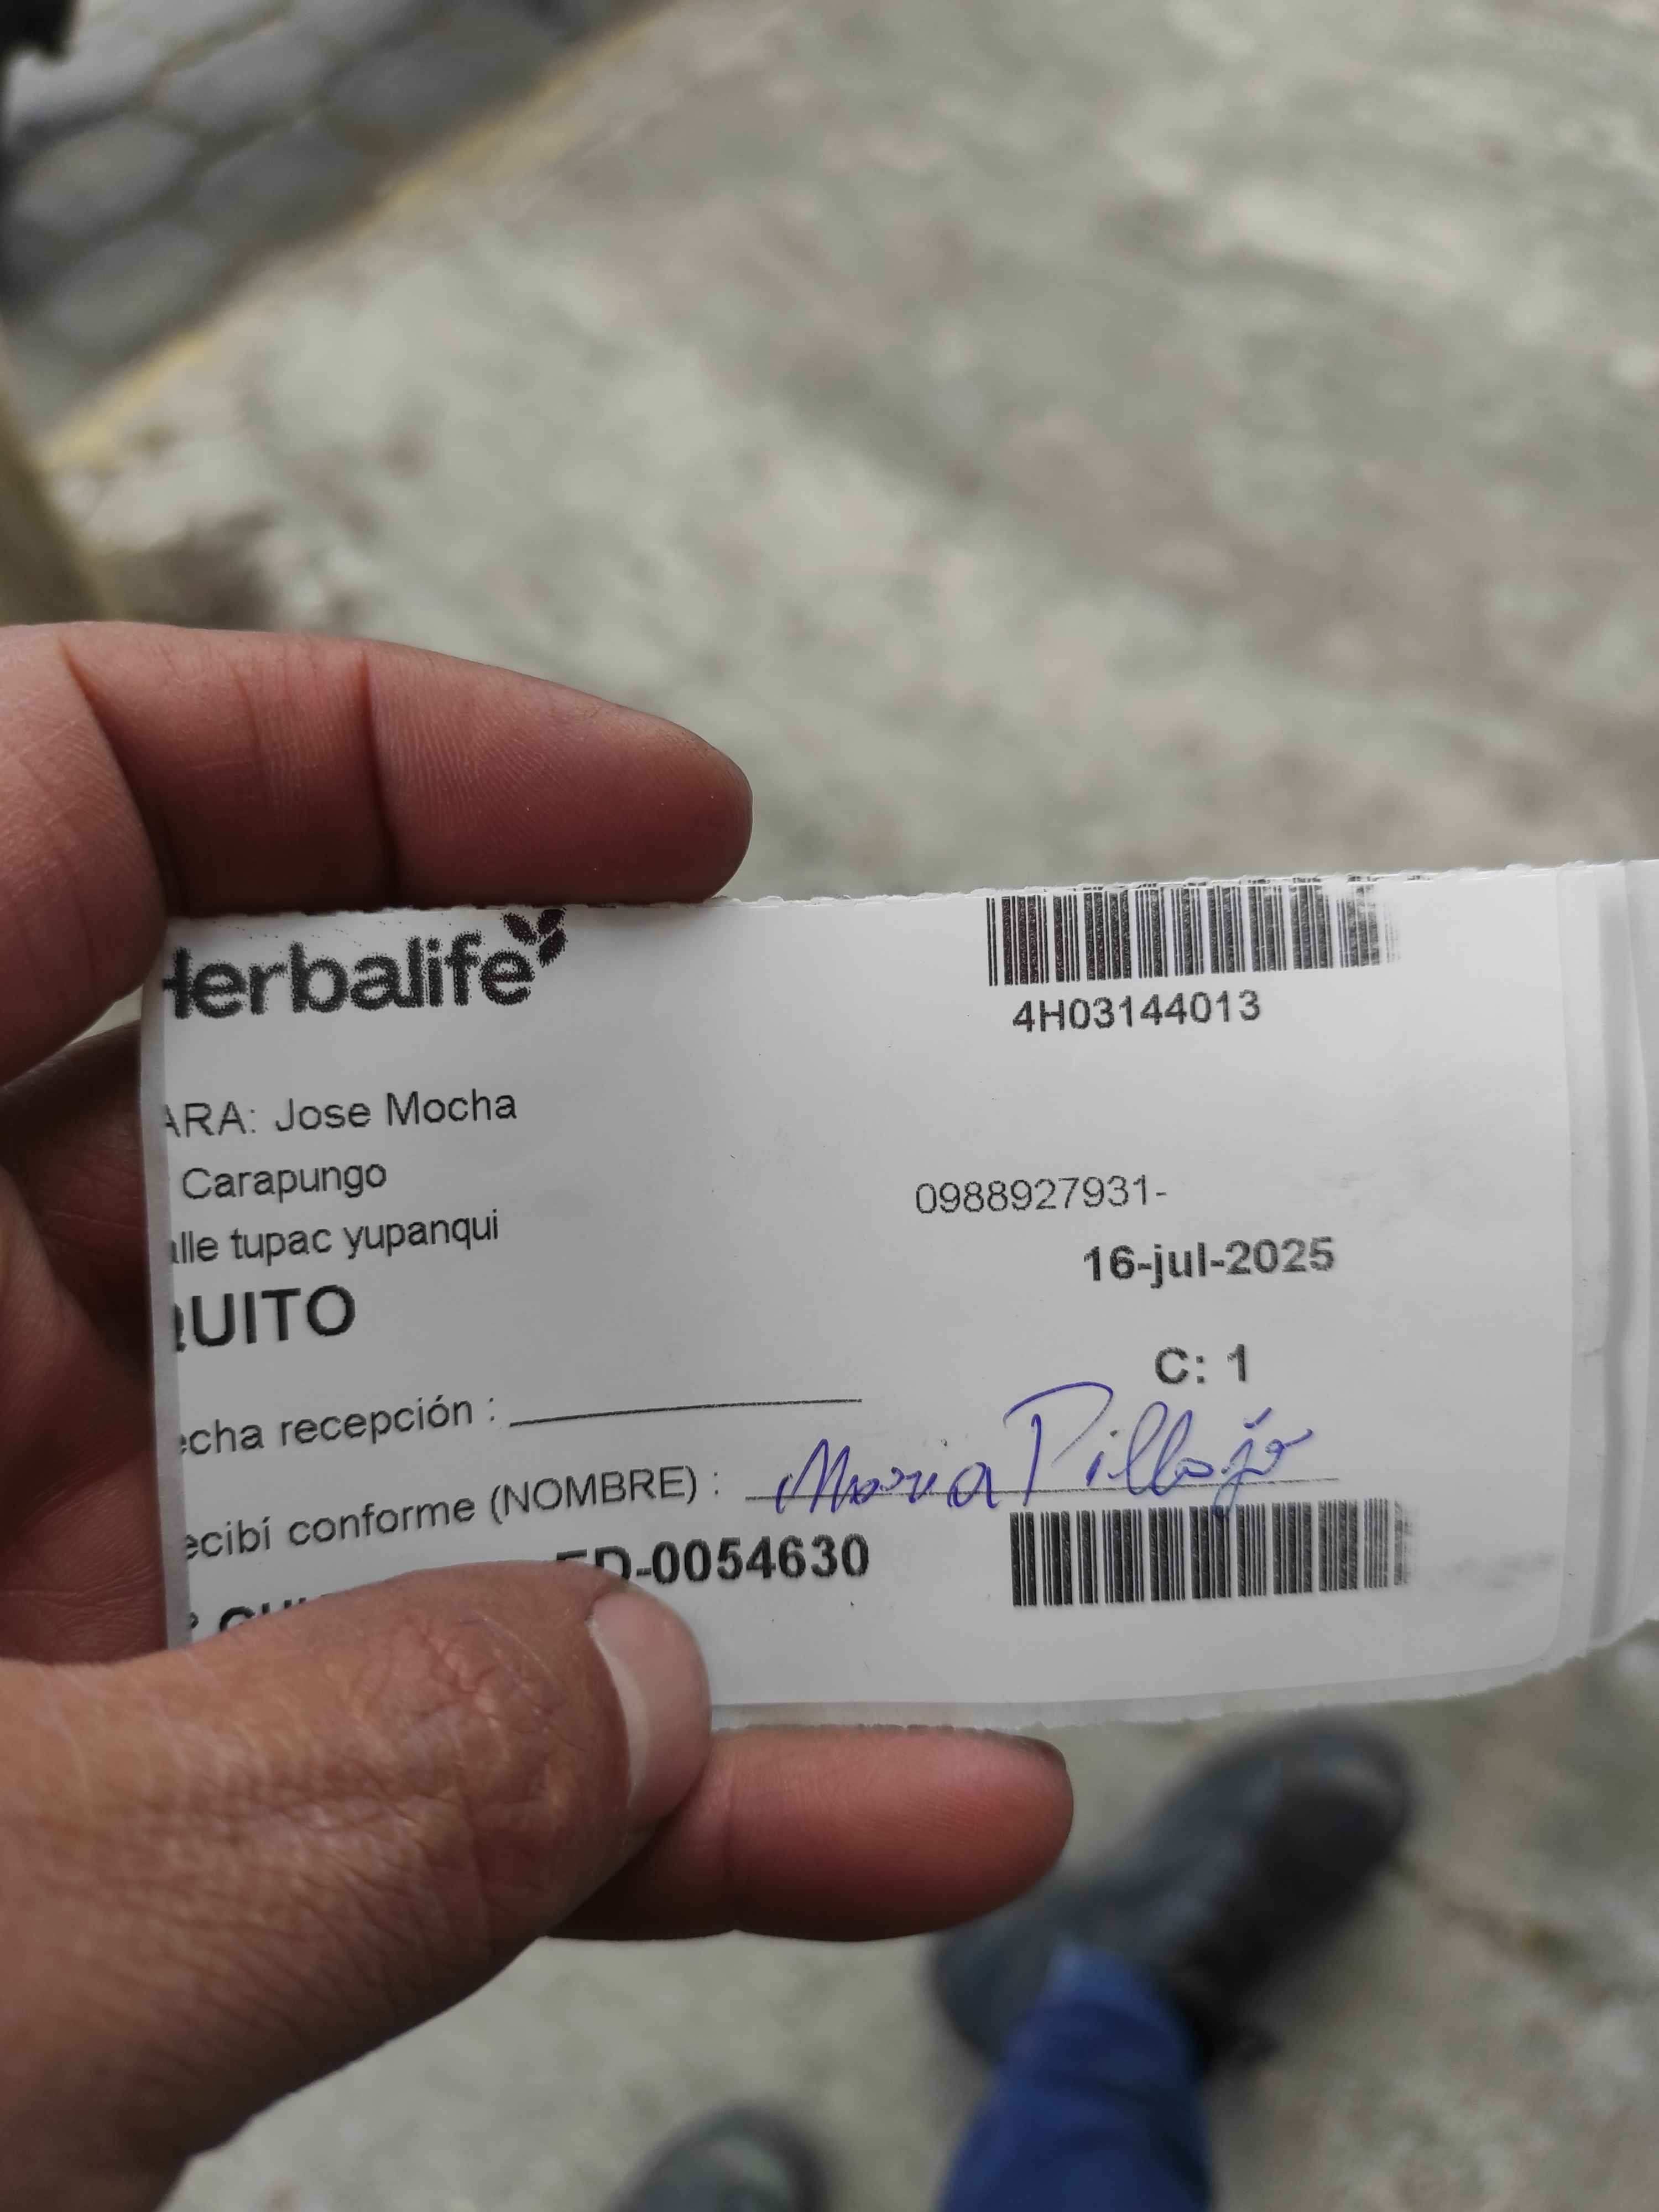 Herbalife
4H03144013
ARA: Jose Mocha
Carapungo
0988927931-
alle tupac yupanqui
16-jul-2025
QUITO
C: 1
echa recepción :
ecibí conforme (NOMBRE) : Maria Pillajo
ED-0054630